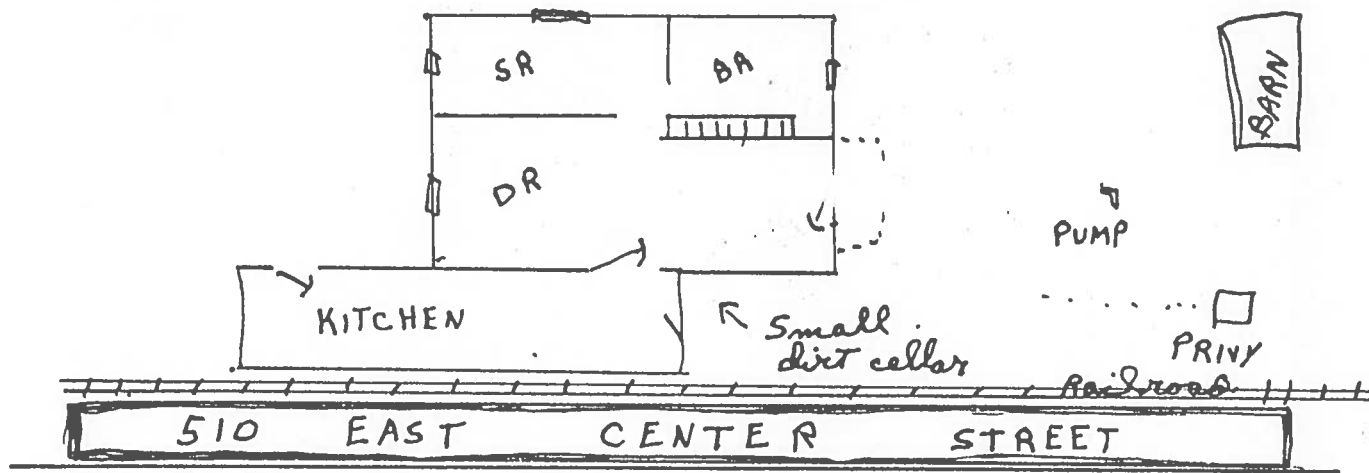 SR
BR
BARN
DR
PUMP
KITCHEN
Small
dirt cellar
PRIVY
Railroad
510 EAST CENTER STREET